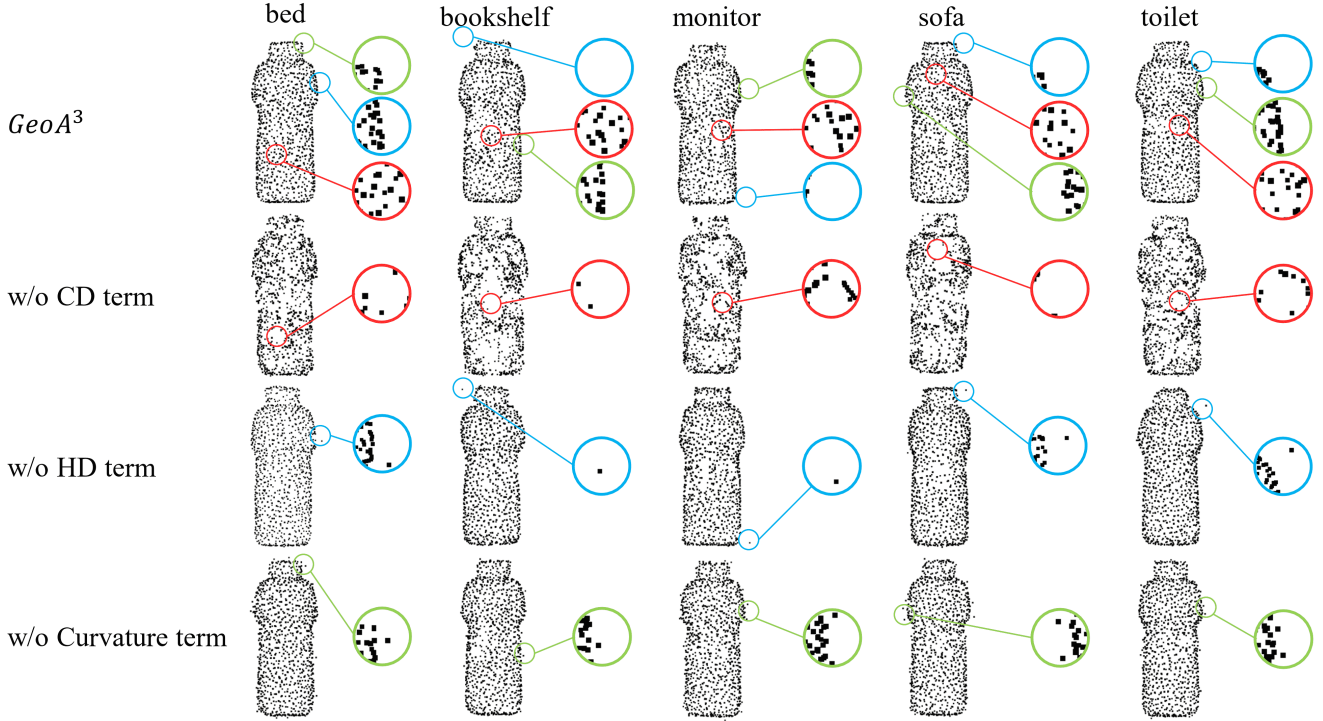 bed bookshelf monitor sofa toilet
GeoA³
w/o CD term
w/o HD term
w/o Curvature term